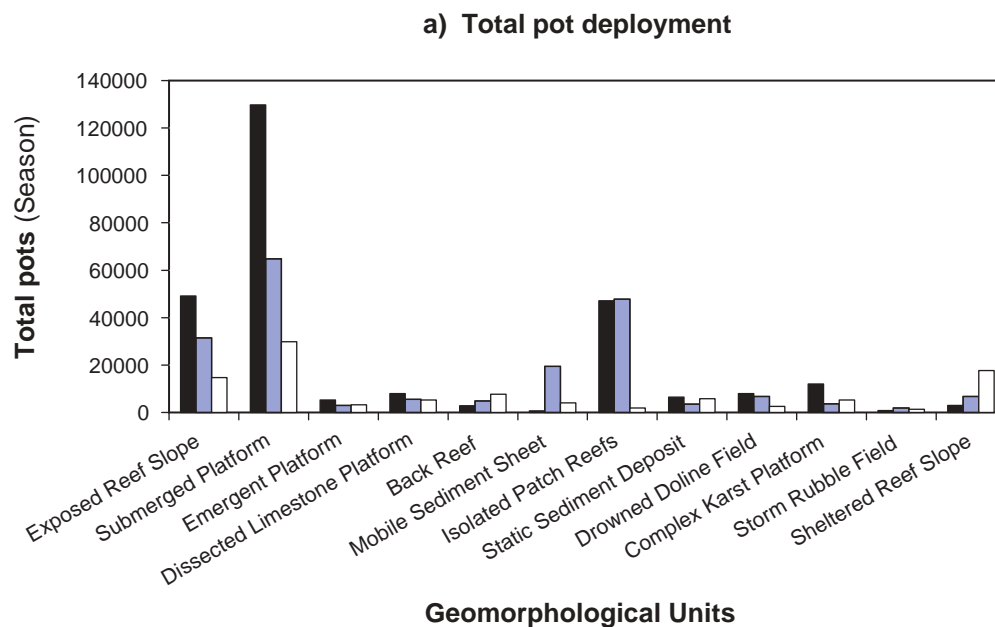 a) Total pot deployment
Total pots (Season)
140000
120000
100000
80000
60000
40000
20000
0
Exposed Reef Slope
Submerged Platform
Emergent Platform
Dissected Limestone Platform
Back Reef
Mobile Sediment Sheet
Isolated Patch Reefs
Static Sediment Deposit
Drowned Doline Field
Complex Karst Platform
Storm Rubble Field
Sheltered Reef Slope
Geomorphological Units